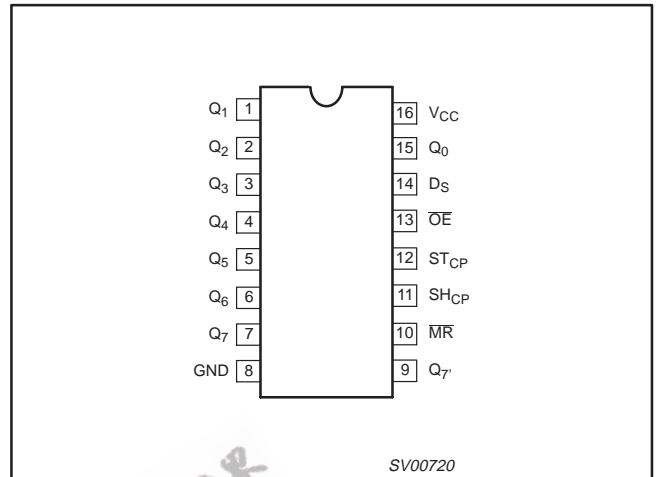 Q1 1
Q2 2
Q3 3
Q4 4
Q5 5
Q6 6
Q7 7
GND 8
16 VCC
15 Q0
14 DS
13 OE
12 STCP
11 SHCP
10 MR
9 Q7'
SV00720